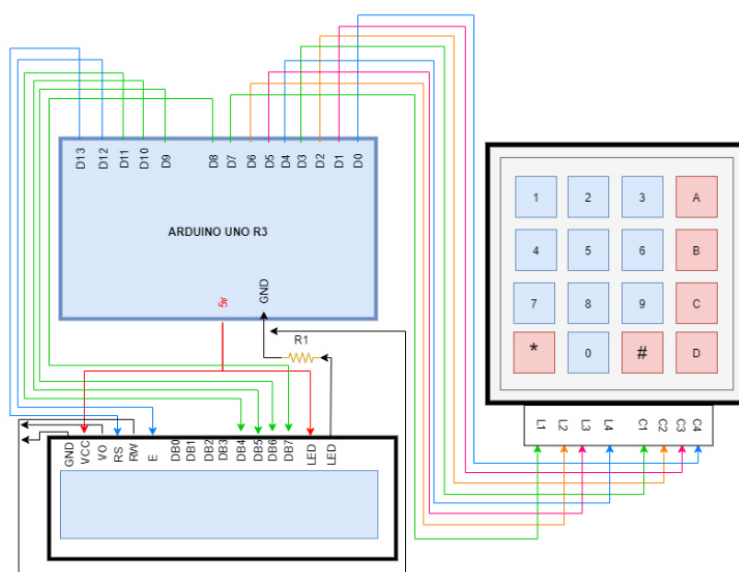 D13 D12 D11 D10 D9 D8 D7 D6 D5 D4 D3 D2 D1 D0
ARDUINO UNO R3
5v GND
R1
GND VCC VO RS RW E DB0 DB1 DB2 DB3 DB4 DB5 DB6 DB7 LED LED
1 2 3 A
4 5 6 B
7 8 9 C
* 0 # D
L1 L2 L3 L4 C1 C2 C3 C4